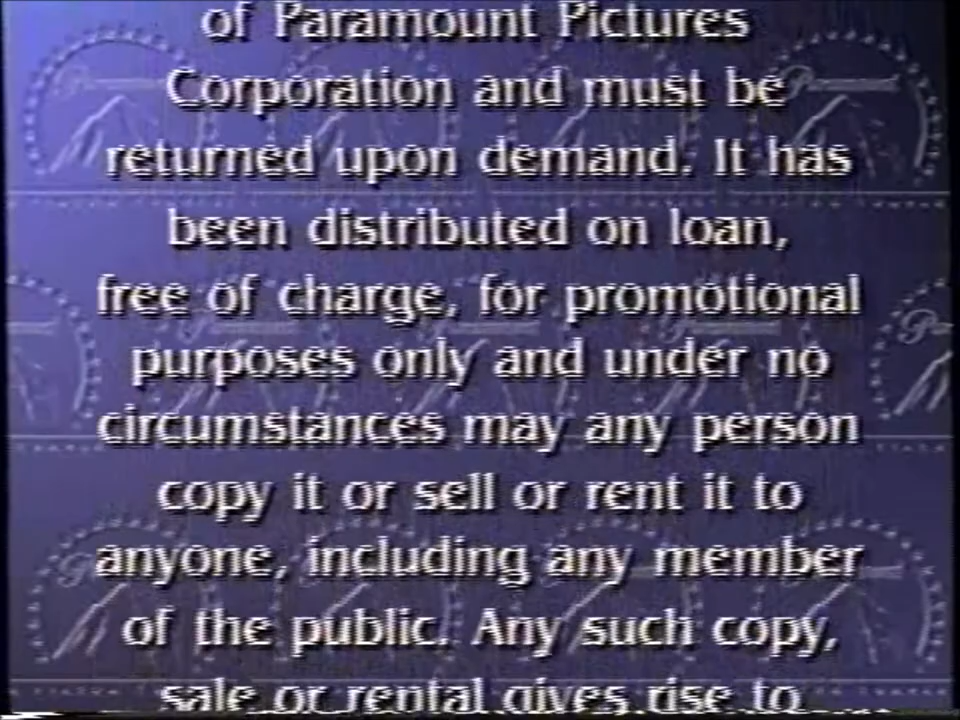 of Paramount Pictures
Corporation and must be
returned upon demand. It has
been distributed on loan,
free of charge, for promotional
purposes only and under no
circumstances may any person
copy it or sell or rent it to
anyone, including any member
of the public. Any such copy,
sale or rental gives rise to